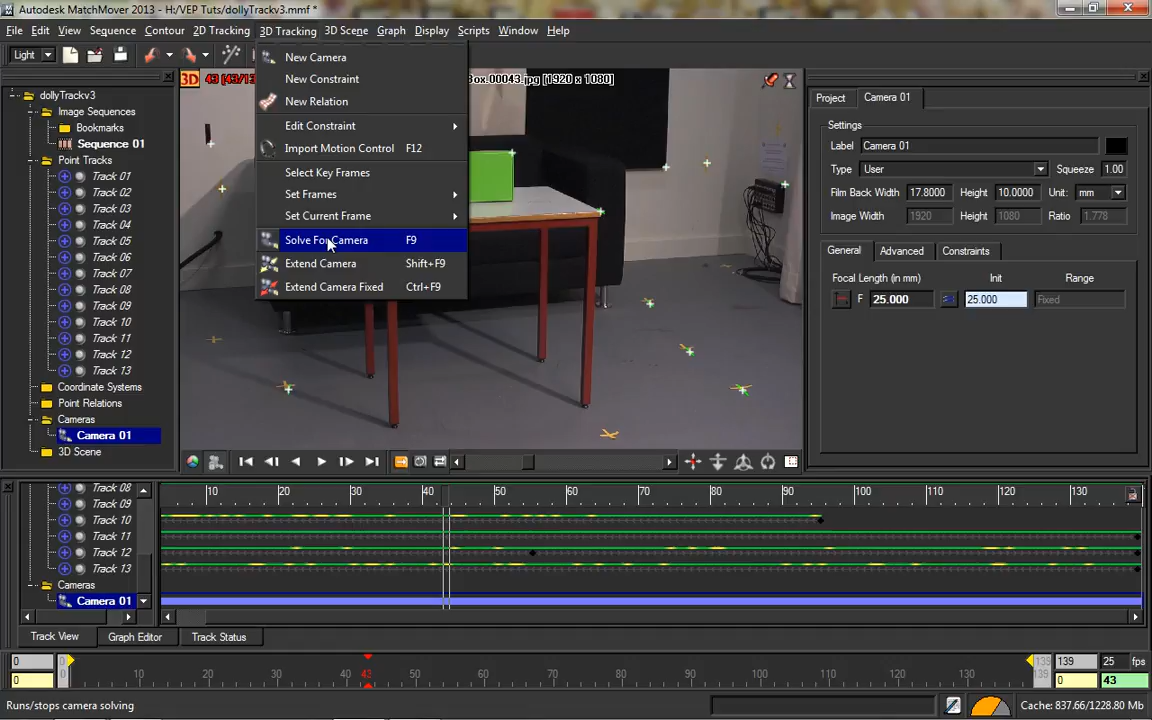 Autodesk MatchMover 2013 - H:/VEP Tuts/dollyTrackv3.mmf *
File Edit View Sequence Contour 2D Tracking 3D Tracking 3D Scene Graph Display Scripts Window Help
Light
dollyTrackv3
Image Sequences
Bookmarks
Sequence 01
Point Tracks
Track 01
Track 02
Track 03
Track 04
Track 05
Track 06
Track 07
Track 08
Track 09
Track 10
Track 11
Track 12
Track 13
Coordinate Systems
Point Relations
Cameras
Camera 01
3D Scene
3D 43 [43/13
Box.00043.jpg [1920 x 1080]
New Camera
New Constraint
New Relation
Edit Constraint
Import Motion Control F12
Select Key Frames
Set Frames
Set Current Frame
Solve For Camera F9
Extend Camera Shift+F9
Extend Camera Fixed Ctrl+F9
Project Camera 01
Settings
Label Camera 01
Type User Squeeze 1.00
Film Back Width 17.8000 Height 10.0000 Unit: mm
Image Width 1920 Height 1080 Ratio 1.778
General Advanced Constraints
Focal Length (in mm) Init Range
F 25.000 25.000 Fixed
10 20 30 40 50 60 70 80 90 100 110 120 130
Track 08
Track 09
Track 10
Track 11
Track 12
Track 13
Cameras
Camera 01
Track View Graph Editor Track Status
0 D 139 139 25 fps
0 D 10 20 30 43 50 60 70 80 90 100 110 120 130 139 0 43
Runs/stops camera solving
Cache: 837.66/1228.80 Mb